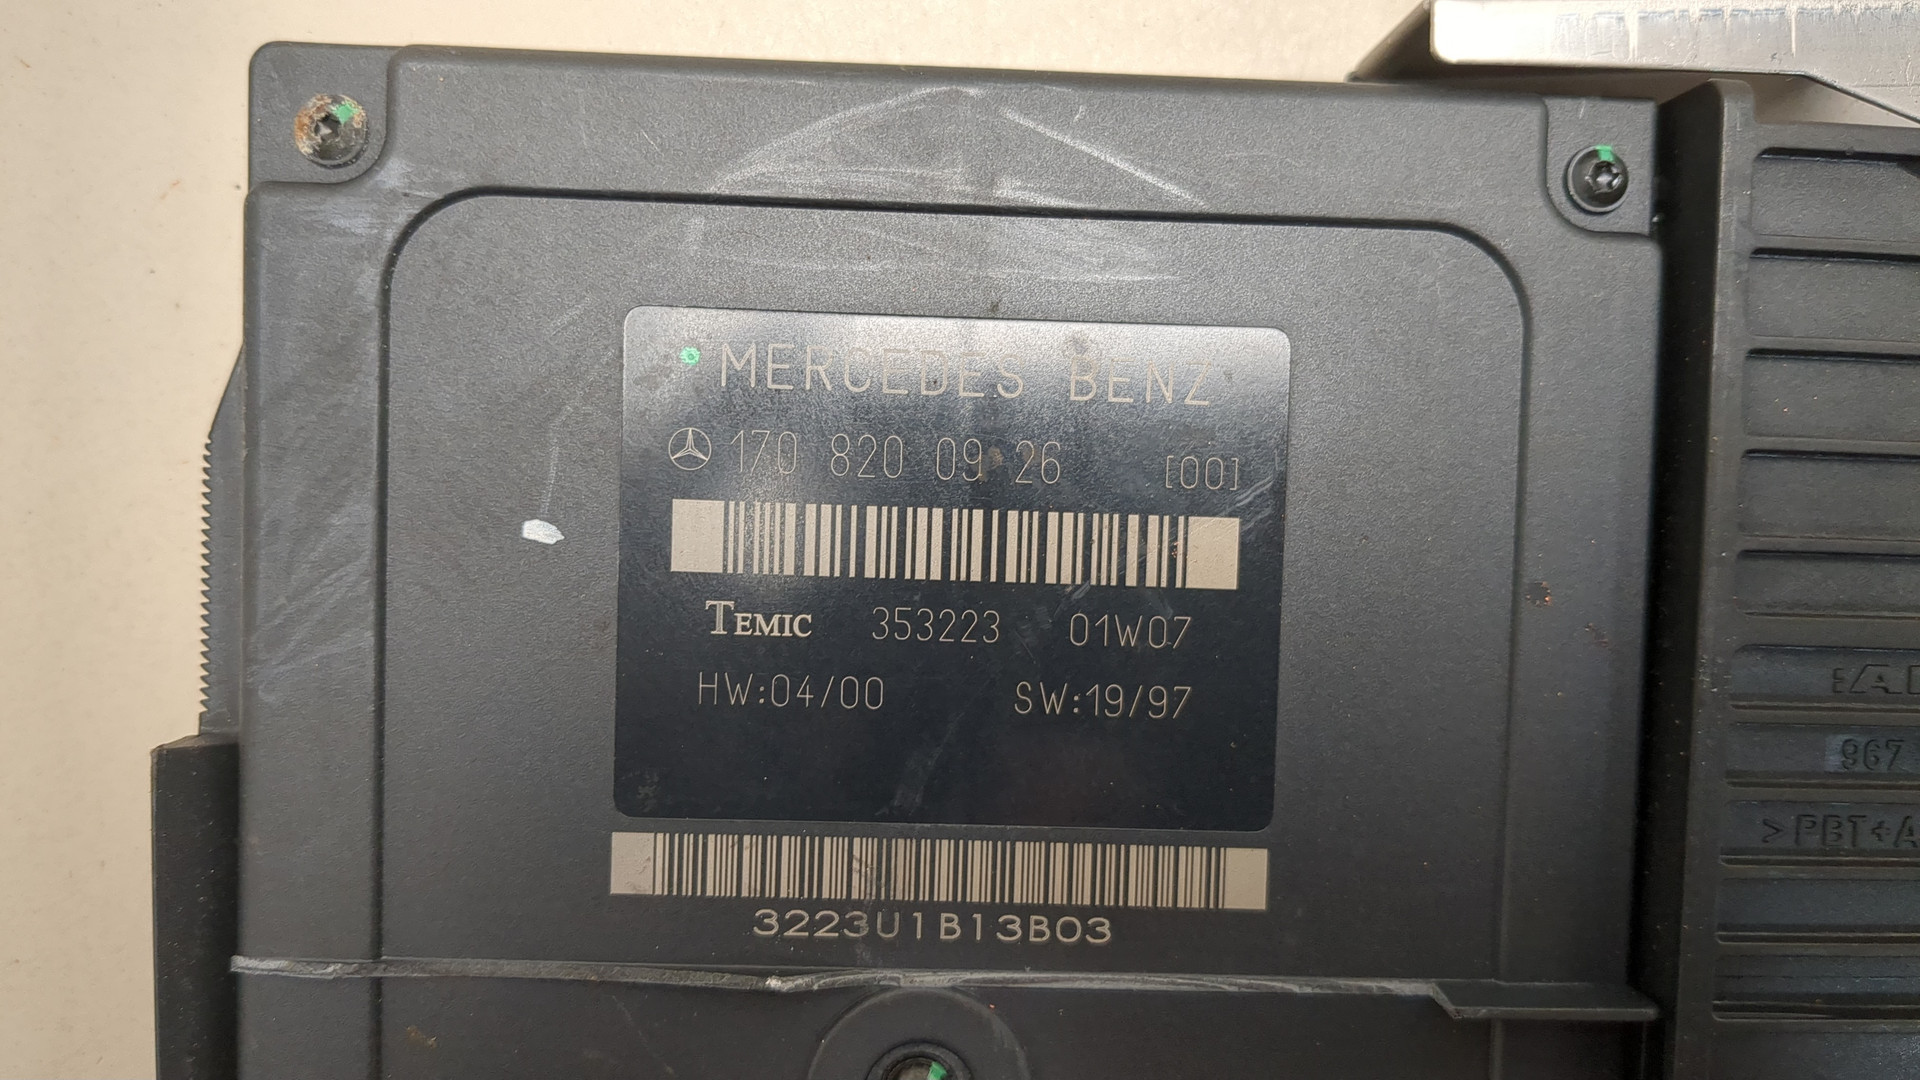 MERCEDES BENZ
170 820 09 26 [00]
TEMIC 353223 01W07
HW:04/00 SW:19/97
3223U1B13B03
967
>PBT+A